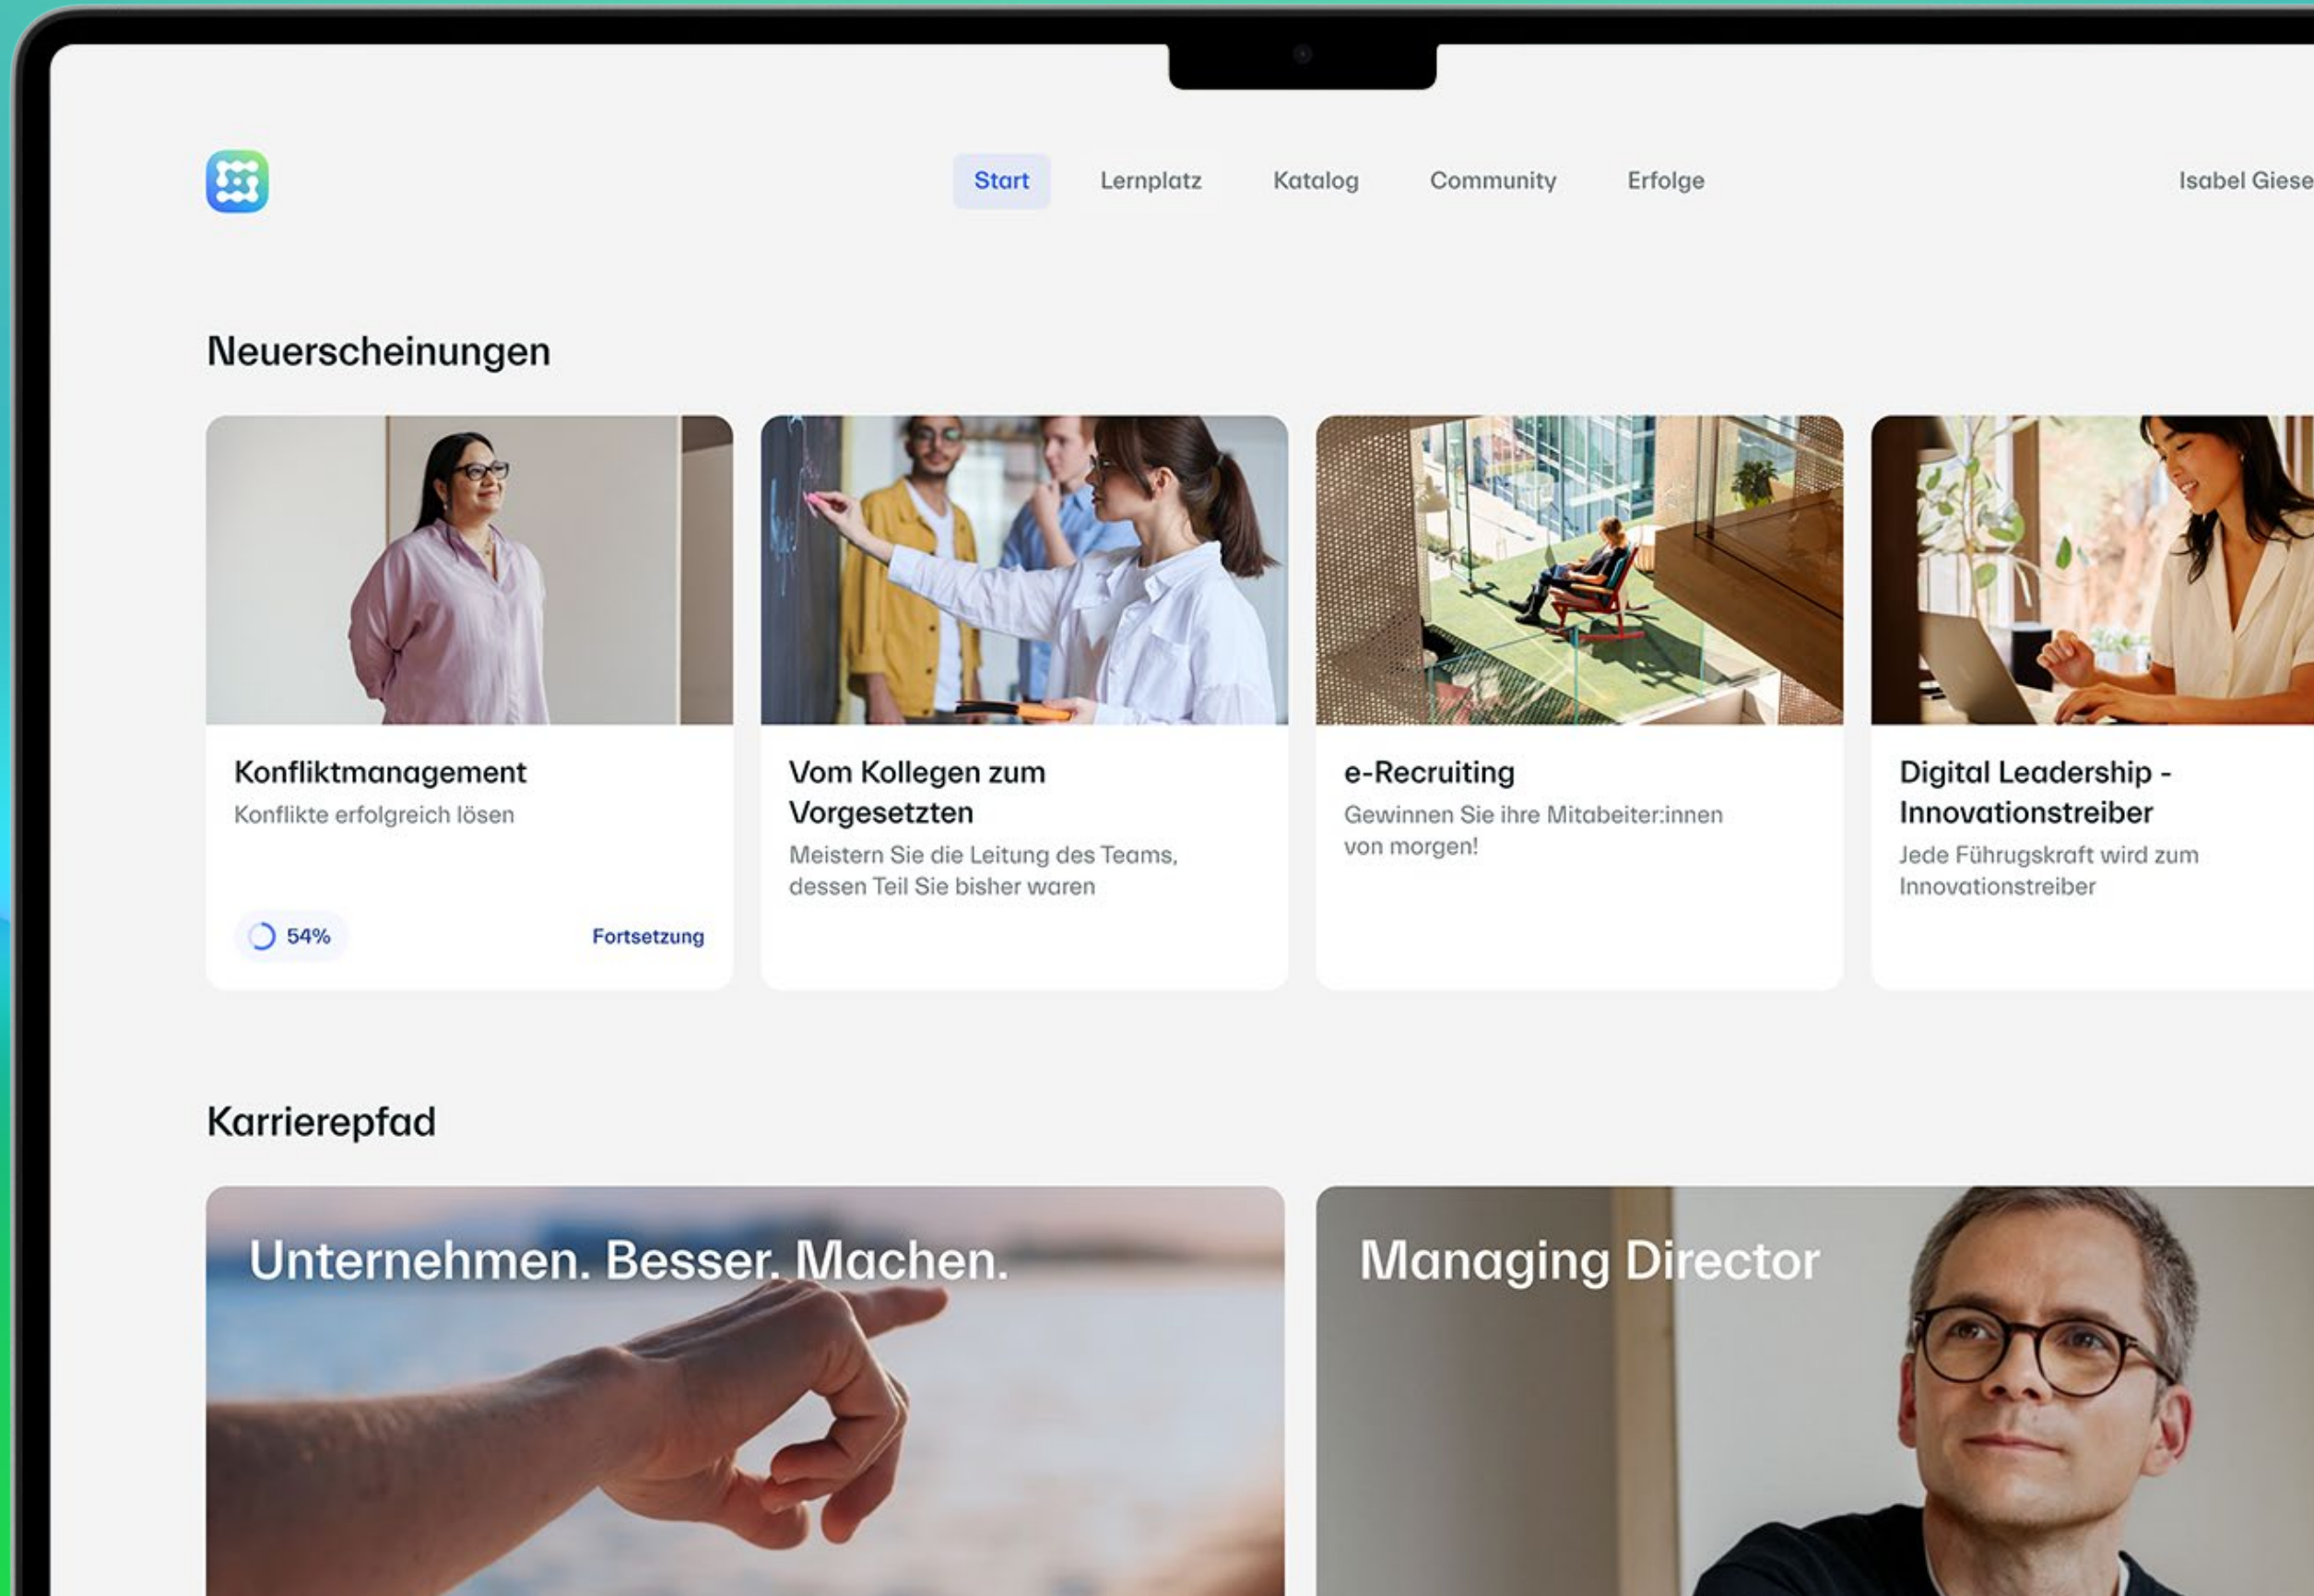 Start
Lernplatz
Katalog
Community
Erfolge
Isabel Giese
Neuerscheinungen
Konfliktmanagement
Konflikte erfolgreich lösen
54%
Fortsetzung
Vom Kollegen zum
Vorgesetzten
Meistern Sie die Leitung des Teams,
dessen Teil Sie bisher waren
e-Recruiting
Gewinnen Sie ihre Mitabeiter:innen
von morgen!
Digital Leadership -
Innovationstreiber
Jede Führugskraft wird zum
Innovationstreiber
Karrierepfad
Unternehmen. Besser. Machen.
Managing Director